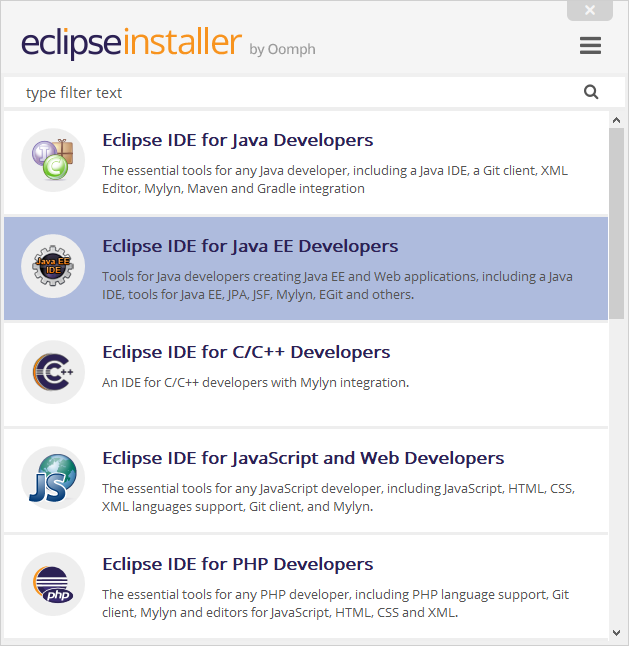 eclipseinstaller by Oomph
type filter text
Eclipse IDE for Java Developers
The essential tools for any Java developer, including a Java IDE, a Git client, XML
Editor, Mylyn, Maven and Gradle integration
Java EE
IDE
Eclipse IDE for Java EE Developers
Tools for Java developers creating Java EE and Web applications, including a Java
IDE, tools for Java EE, JPA, JSF, Mylyn, EGit and others.
C++
Eclipse IDE for C/C++ Developers
An IDE for C/C++ developers with Mylyn integration.
JS
Eclipse IDE for JavaScript and Web Developers
The essential tools for any JavaScript developer, including JavaScript, HTML, CSS,
XML languages support, Git client, and Mylyn.
php
Eclipse IDE for PHP Developers
The essential tools for any PHP developer, including PHP language support, Git
client, Mylyn and editors for JavaScript, HTML, CSS and XML.